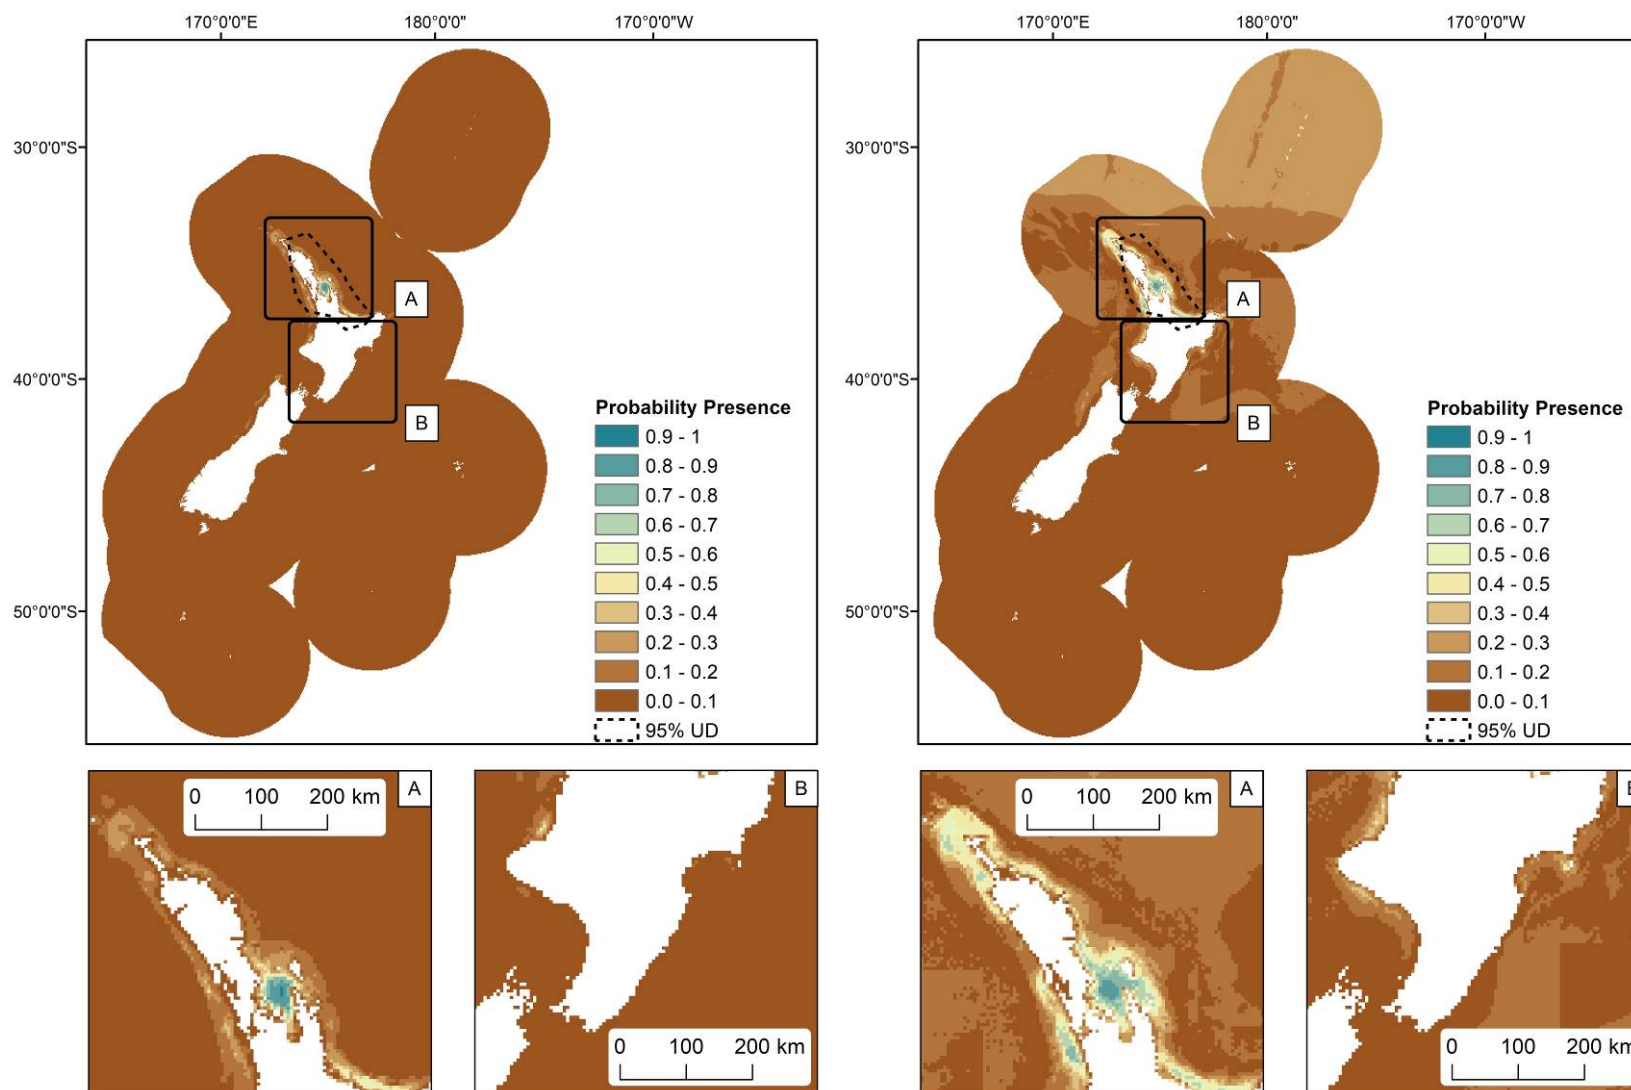 170°0'0"E 180°0'0" 170°0'0"W
30°0'0"S
40°0'0"S
50°0'0"S
A
B
Probability Presence
0.9 - 1
0.8 - 0.9
0.7 - 0.8
0.6 - 0.7
0.5 - 0.6
0.4 - 0.5
0.3 - 0.4
0.2 - 0.3
0.1 - 0.2
0.0 - 0.1
95% UD
170°0'0"E 180°0'0" 170°0'0"W
30°0'0"S
40°0'0"S
50°0'0"S
A
B
Probability Presence
0.9 - 1
0.8 - 0.9
0.7 - 0.8
0.6 - 0.7
0.5 - 0.6
0.4 - 0.5
0.3 - 0.4
0.2 - 0.3
0.1 - 0.2
0.0 - 0.1
95% UD
A
0 100 200 km
B
0 100 200 km
A
0 100 200 km
B
0 100 200 km